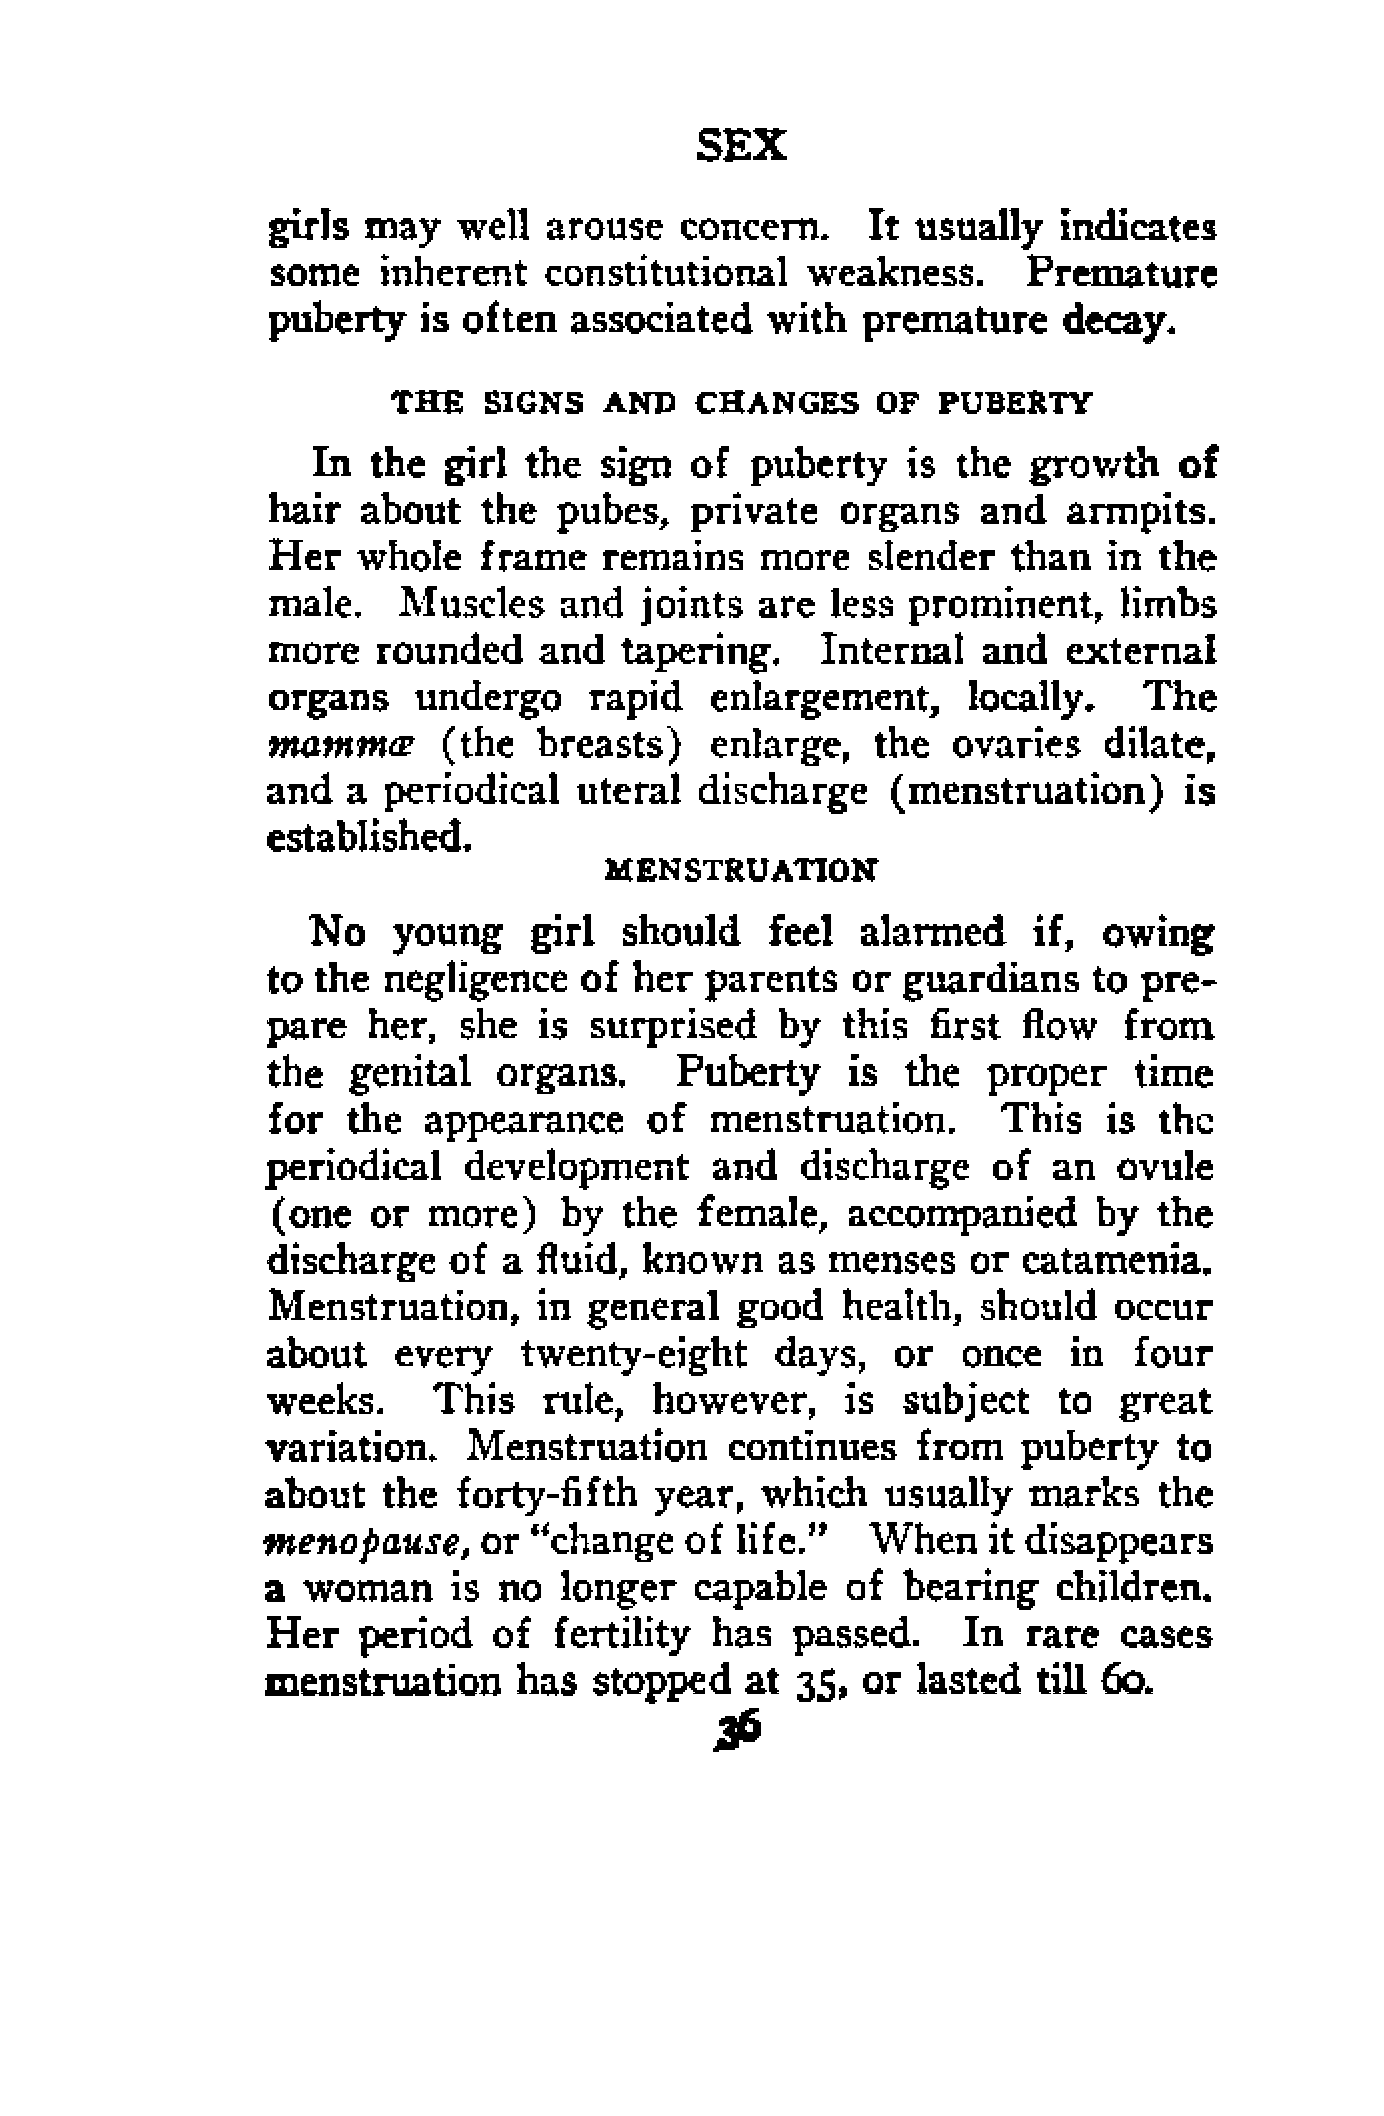 SEX
girls may well arouse concern. It usually indicates
some inherent constitutional weakness. Premature
puberty is often associated with premature decay.
THE SIGNS AND CHANGES OF PUBERTY
In the girl the sign of puberty is the growth of
hair about the pubes, private organs and armpits.
Her whole frame remains more slender than in the
male. Muscles and joints are less prominent, limbs
more rounded and tapering. Internal and external
organs undergo rapid enlargement, locally. The
mammæ (the breasts) enlarge, the ovaries dilate,
and a periodical uteral discharge (menstruation) is
established.
MENSTRUATION
No young girl should feel alarmed if, owing
to the negligence of her parents or guardians to pre-
pare her, she is surprised by this first flow from
the genital organs. Puberty is the proper time
for the appearance of menstruation. This is the
periodical development and discharge of an ovule
(one or more) by the female, accompanied by the
discharge of a fluid, known as menses or catamenia.
Menstruation, in general good health, should occur
about every twenty-eight days, or once in four
weeks. This rule, however, is subject to great
variation. Menstruation continues from puberty to
about the forty-fifth year, which usually marks the
menopause, or "change of life." When it disappears
a woman is no longer capable of bearing children.
Her period of fertility has passed. In rare cases
menstruation has stopped at 35, or lasted till 60.
36